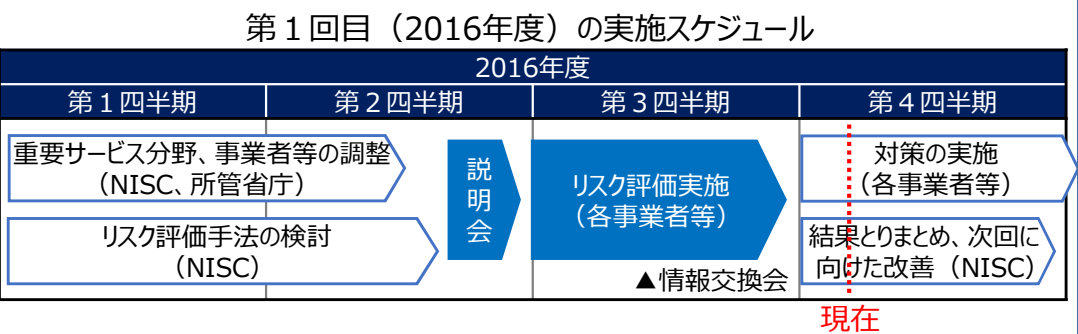 第１回目（2016年度）の実施スケジュール
2016年度
第１四半期
第２四半期
第３四半期
第４四半期
重要サービス分野、事業者等の調整
（NISC、所管省庁）
リスク評価手法の検討
（NISC）
説明会
リスク評価実施
（各事業者等）
▲情報交換会
対策の実施
（各事業者等）
結果とりまとめ、次回に
向けた改善（NISC）
現在